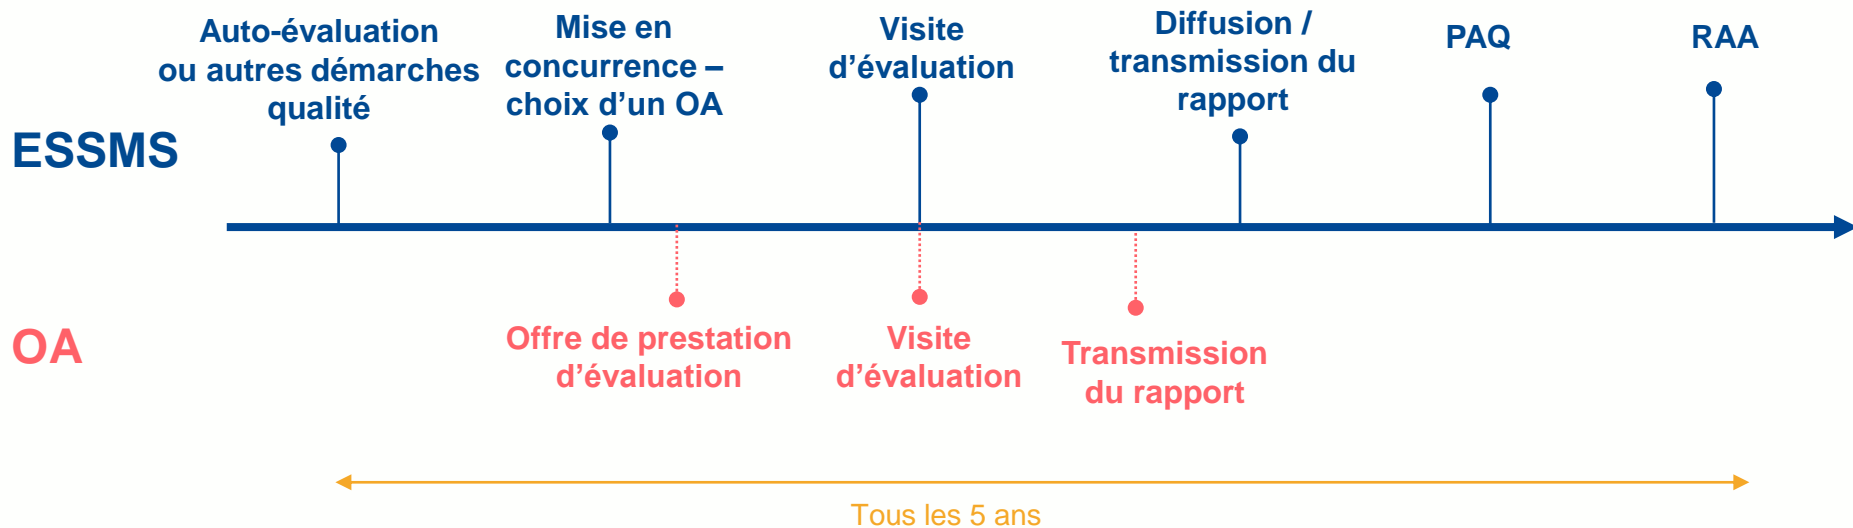 Auto-évaluation
ou autres démarches
qualité
Mise en
concurrence –
choix d’un OA
Visite
d’évaluation
Diffusion /
transmission du
rapport
PAQ
RAA
ESSMS
OA
Offre de prestation
d’évaluation
Visite
d’évaluation
Transmission
du rapport
Tous les 5 ans